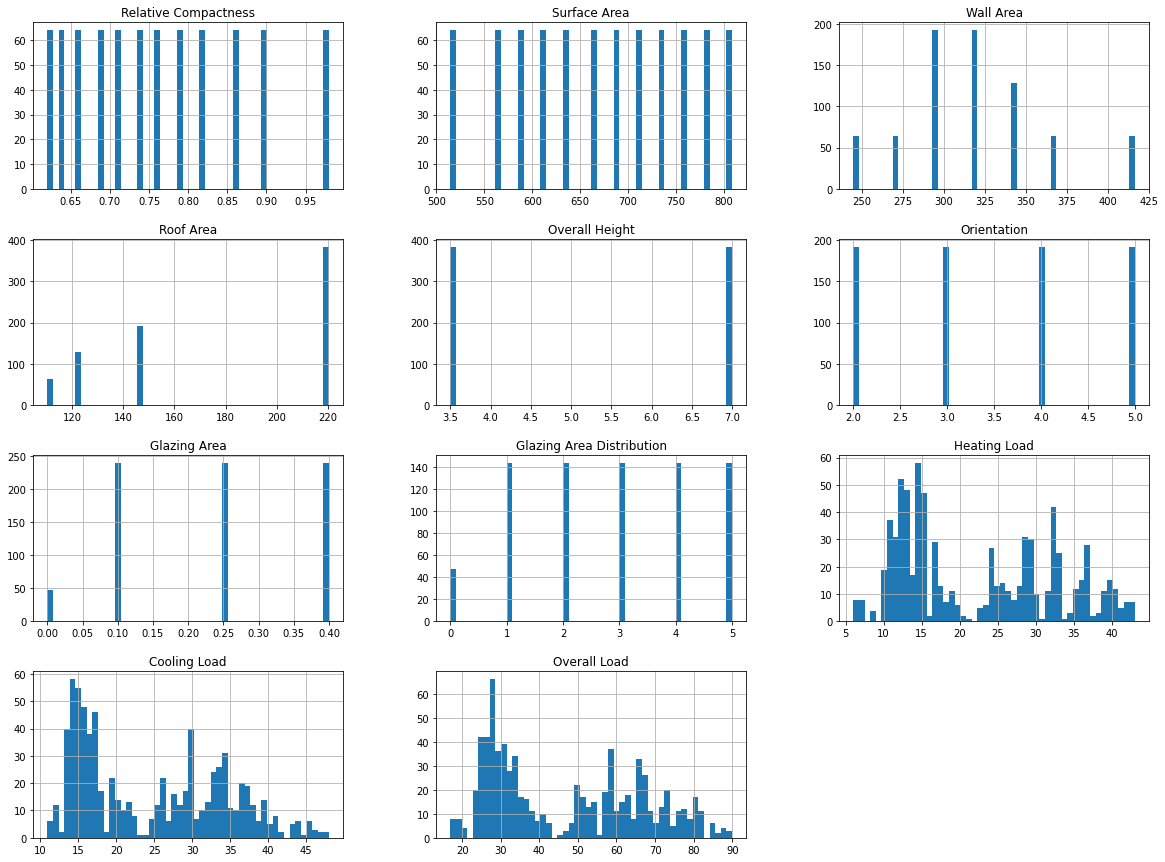 Relative Compactness Surface Area Wall Area
60 60 200
50 50 150
40 40
30 30 100
20 20
10 10 50
0 0 0
0.65 0.70 0.75 0.80 0.85 0.90 0.95 500 550 600 650 700 750 800 250 275 300 325 350 375 400 425
Roof Area Overall Height Orientation
400 400 200
300 300 150
200 200 100
100 100 50
0 0 0
120 140 160 180 200 220 3.5 4.0 4.5 5.0 5.5 6.0 6.5 7.0 2.0 2.5 3.0 3.5 4.0 4.5 5.0
Glazing Area Glazing Area Distribution Heating Load
250 140 60
200 120 50
150 100 40
100 80 30
50 60 20
0 40 10
20 0
0
0.00 0.05 0.10 0.15 0.20 0.25 0.30 0.35 0.40 0 1 2 3 4 5 5 10 15 20 25 30 35 40
Cooling Load Overall Load
60 60
50 50
40 40
30 30
20 20
10 10
0 0
10 15 20 25 30 35 40 45 20 30 40 50 60 70 80 90